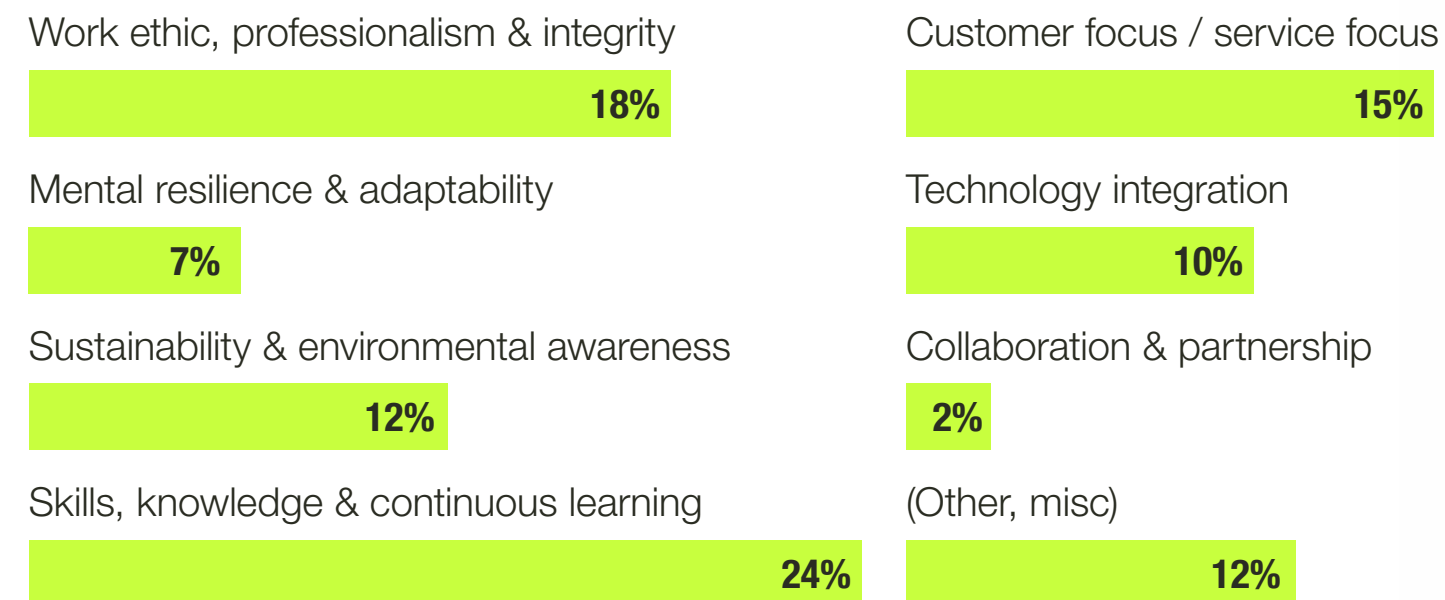 Work ethic, professionalism & integrity
18%
Mental resilience & adaptability
7%
Sustainability & environmental awareness
12%
Skills, knowledge & continuous learning
24%
Customer focus / service focus
15%
Technology integration
10%
Collaboration & partnership
2%
(Other, misc)
12%